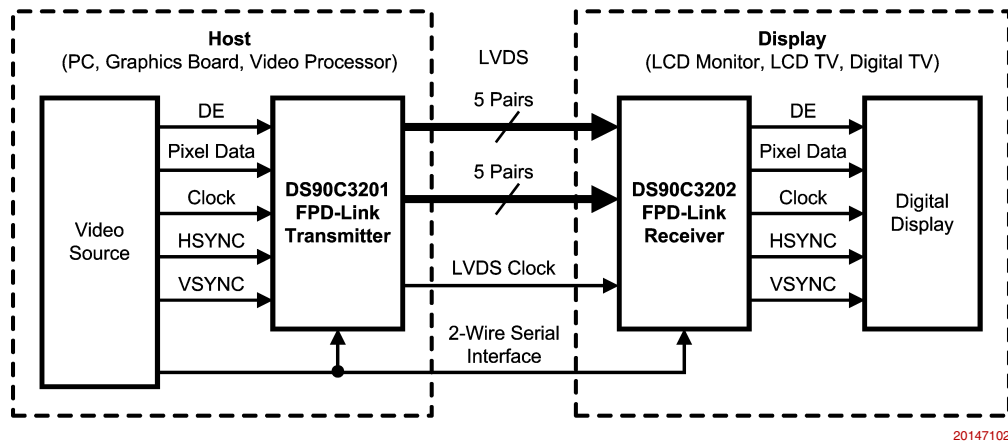 Host
(PC, Graphics Board, Video Processor)
LVDS
Display
(LCD Monitor, LCD TV, Digital TV)
Video
Source
DE
Pixel Data
Clock
HSYNC
VSYNC
DS90C3201
FPD-Link
Transmitter
5 Pairs
5 Pairs
LVDS Clock
2-Wire Serial
Interface
DS90C3202
FPD-Link
Receiver
DE
Pixel Data
Clock
HSYNC
VSYNC
Digital
Display
20147102